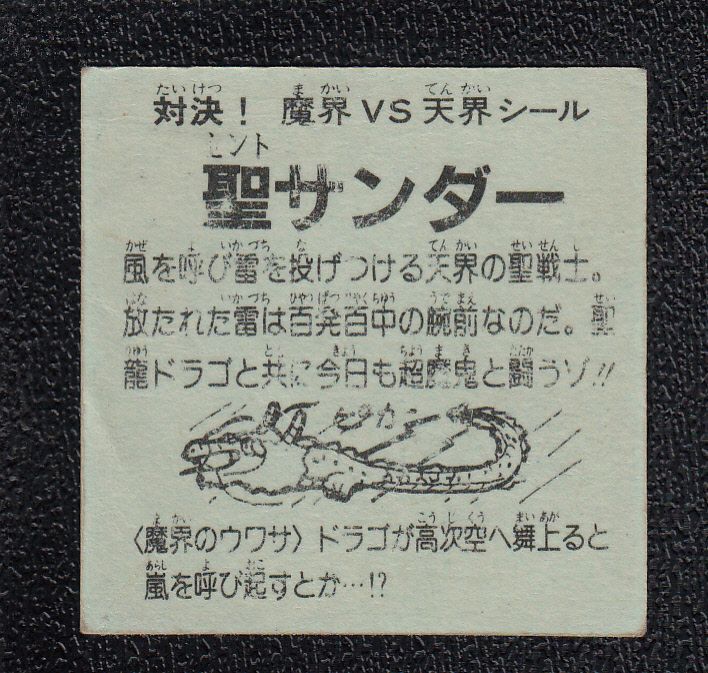 対決！ 魔界VS天界シール
セント
聖サンダー
風を呼び雷を投げつける天界の聖戦士。
放たれた雷は百発百中の腕前なのだ。聖
龍ドラゴと共に今日も超魔鬼と闘うゾ!!
〈魔界のウワサ〉ドラゴが高次空へ舞上ると
嵐を呼び起すとか…!?